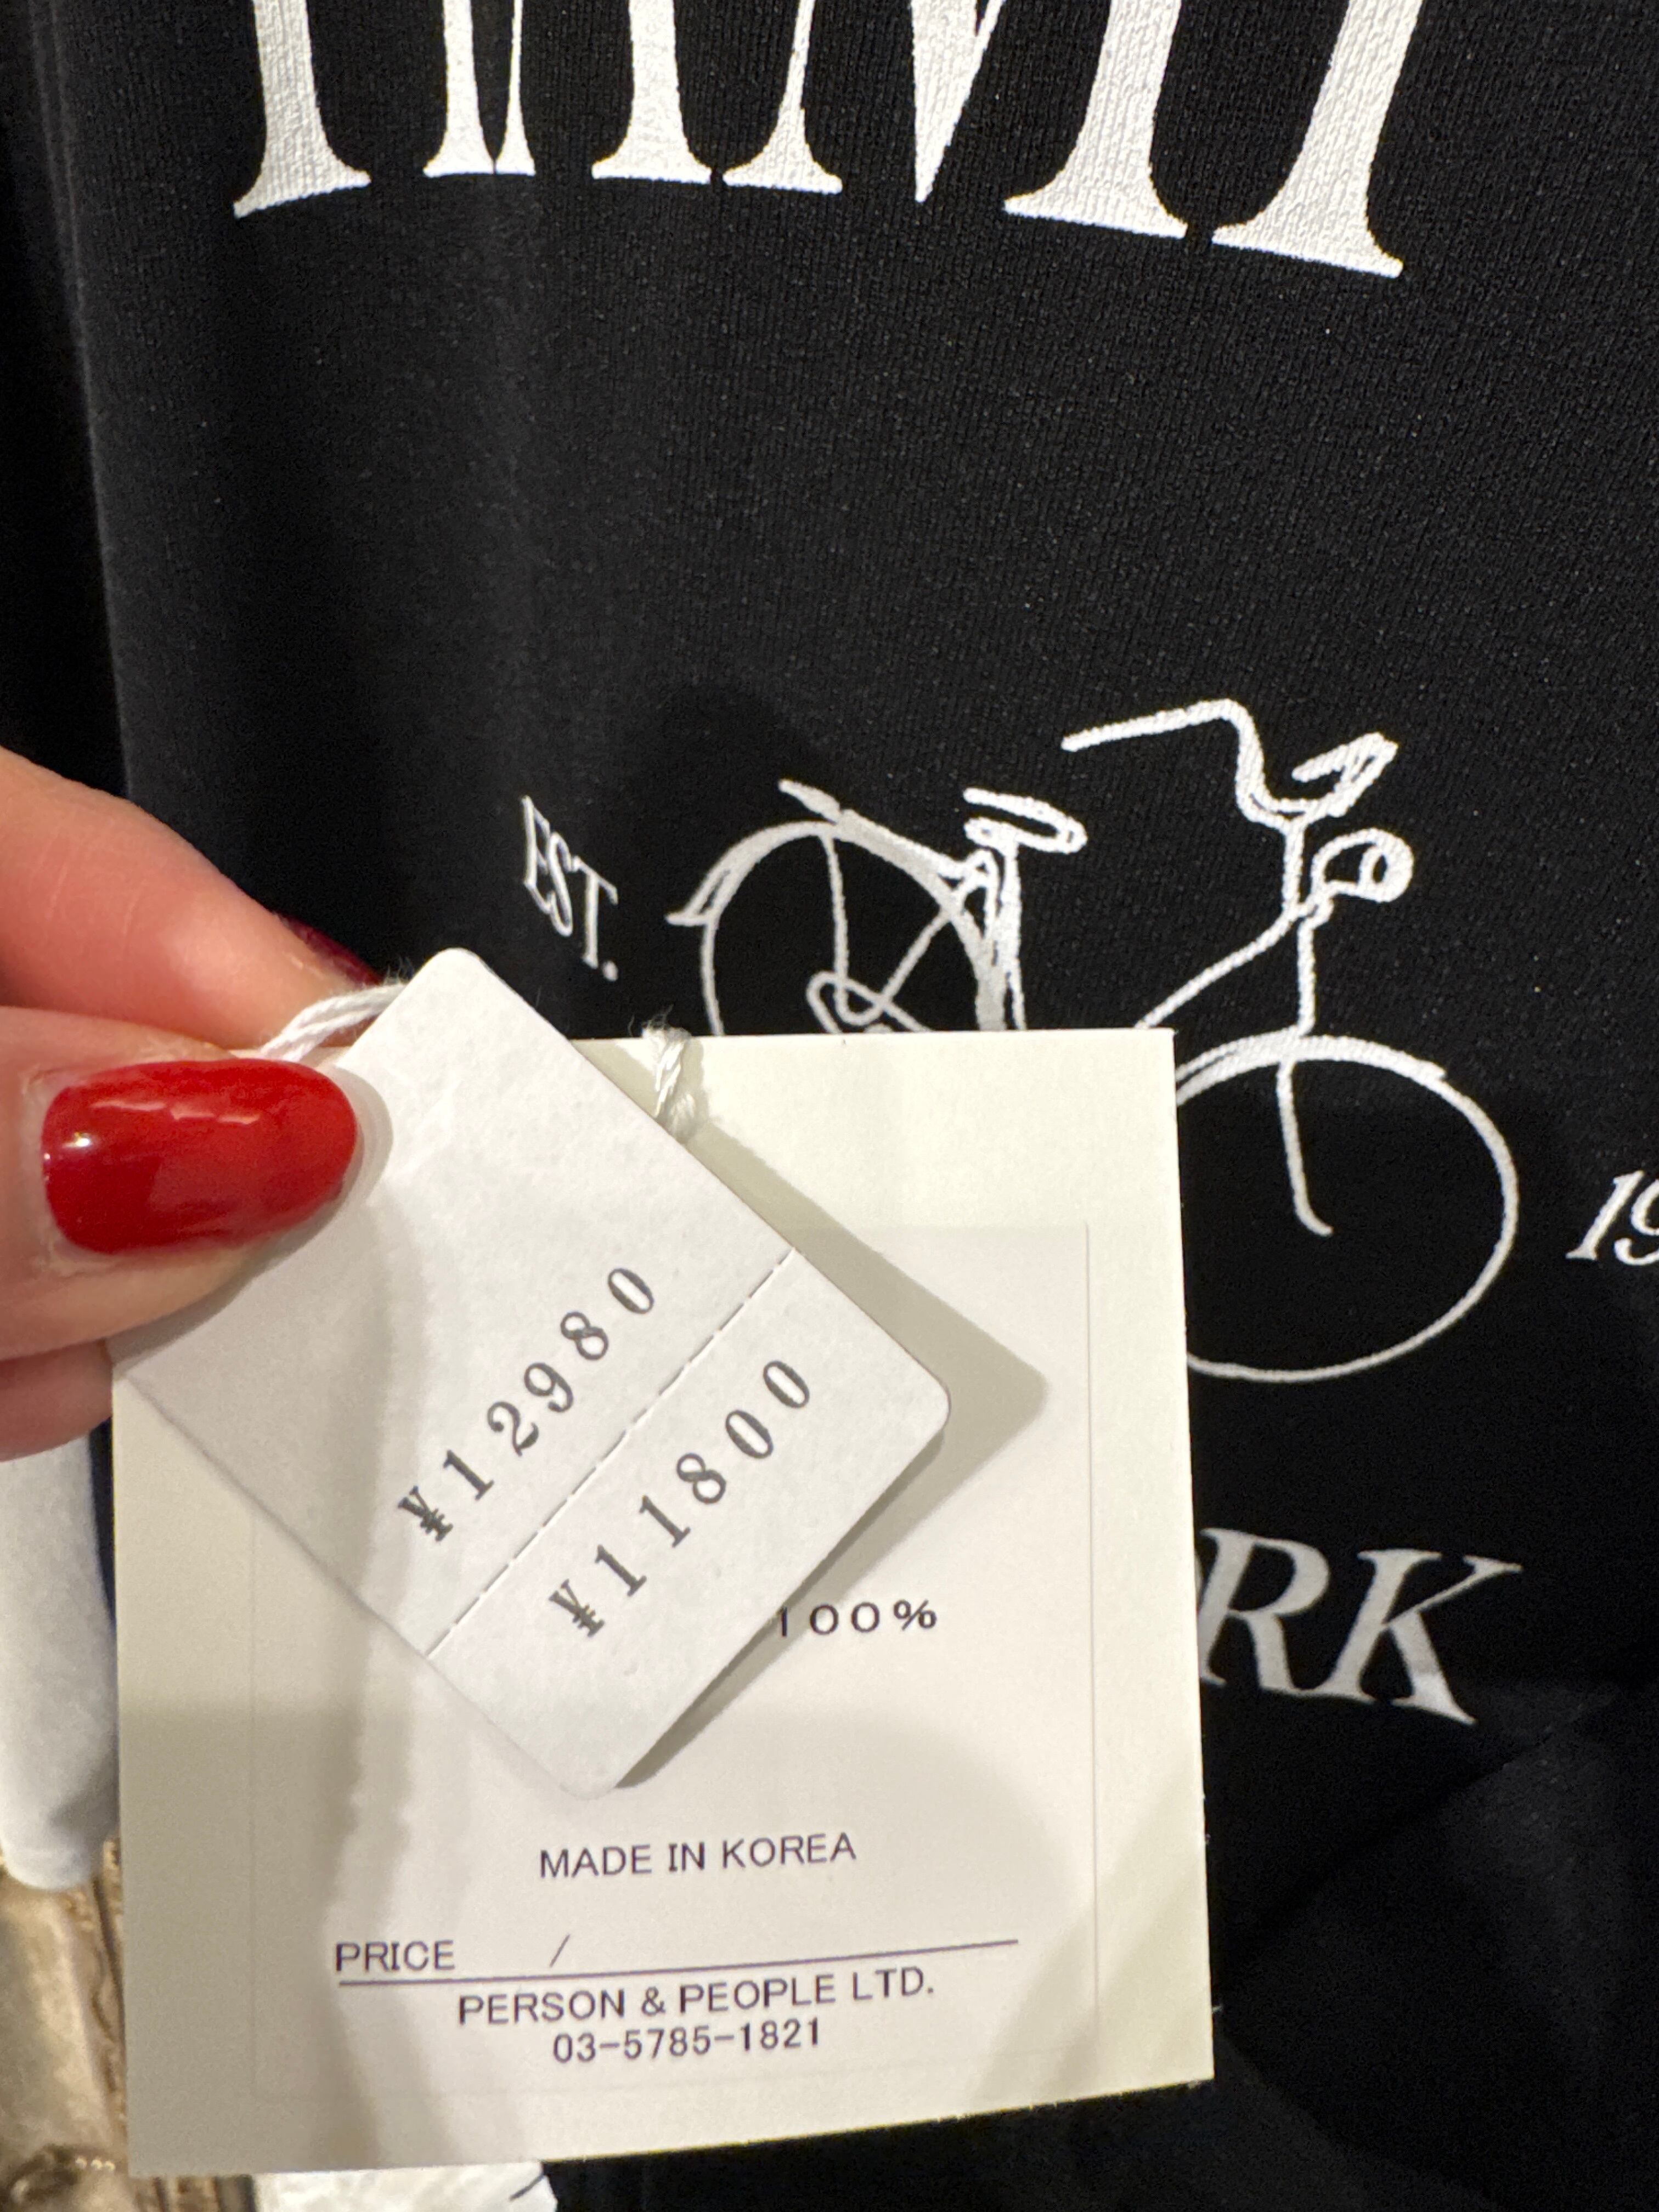 EST.
19
RK
¥12980
¥11800
100%
MADE IN KOREA
PRICE /
PERSON & PEOPLE LTD.
03-5785-1821